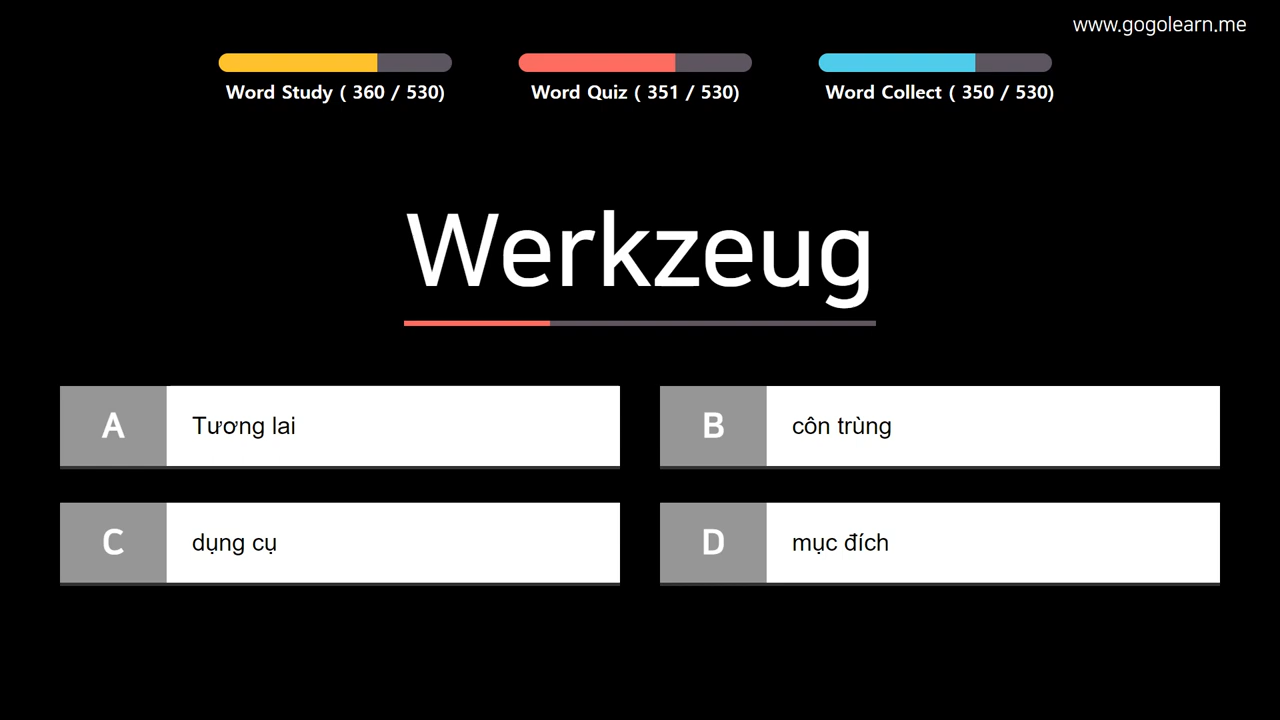 www.gogolearn.me
Word Study ( 360 / 530)
Word Quiz ( 351 / 530)
Word Collect ( 350 / 530)
Werkzeug
A Tương lai
B côn trùng
C dụng cụ
D mục đích